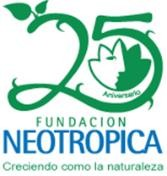 25
Aniversario
FUNDACION
NEOTROPICA
Creciendo como la naturaleza